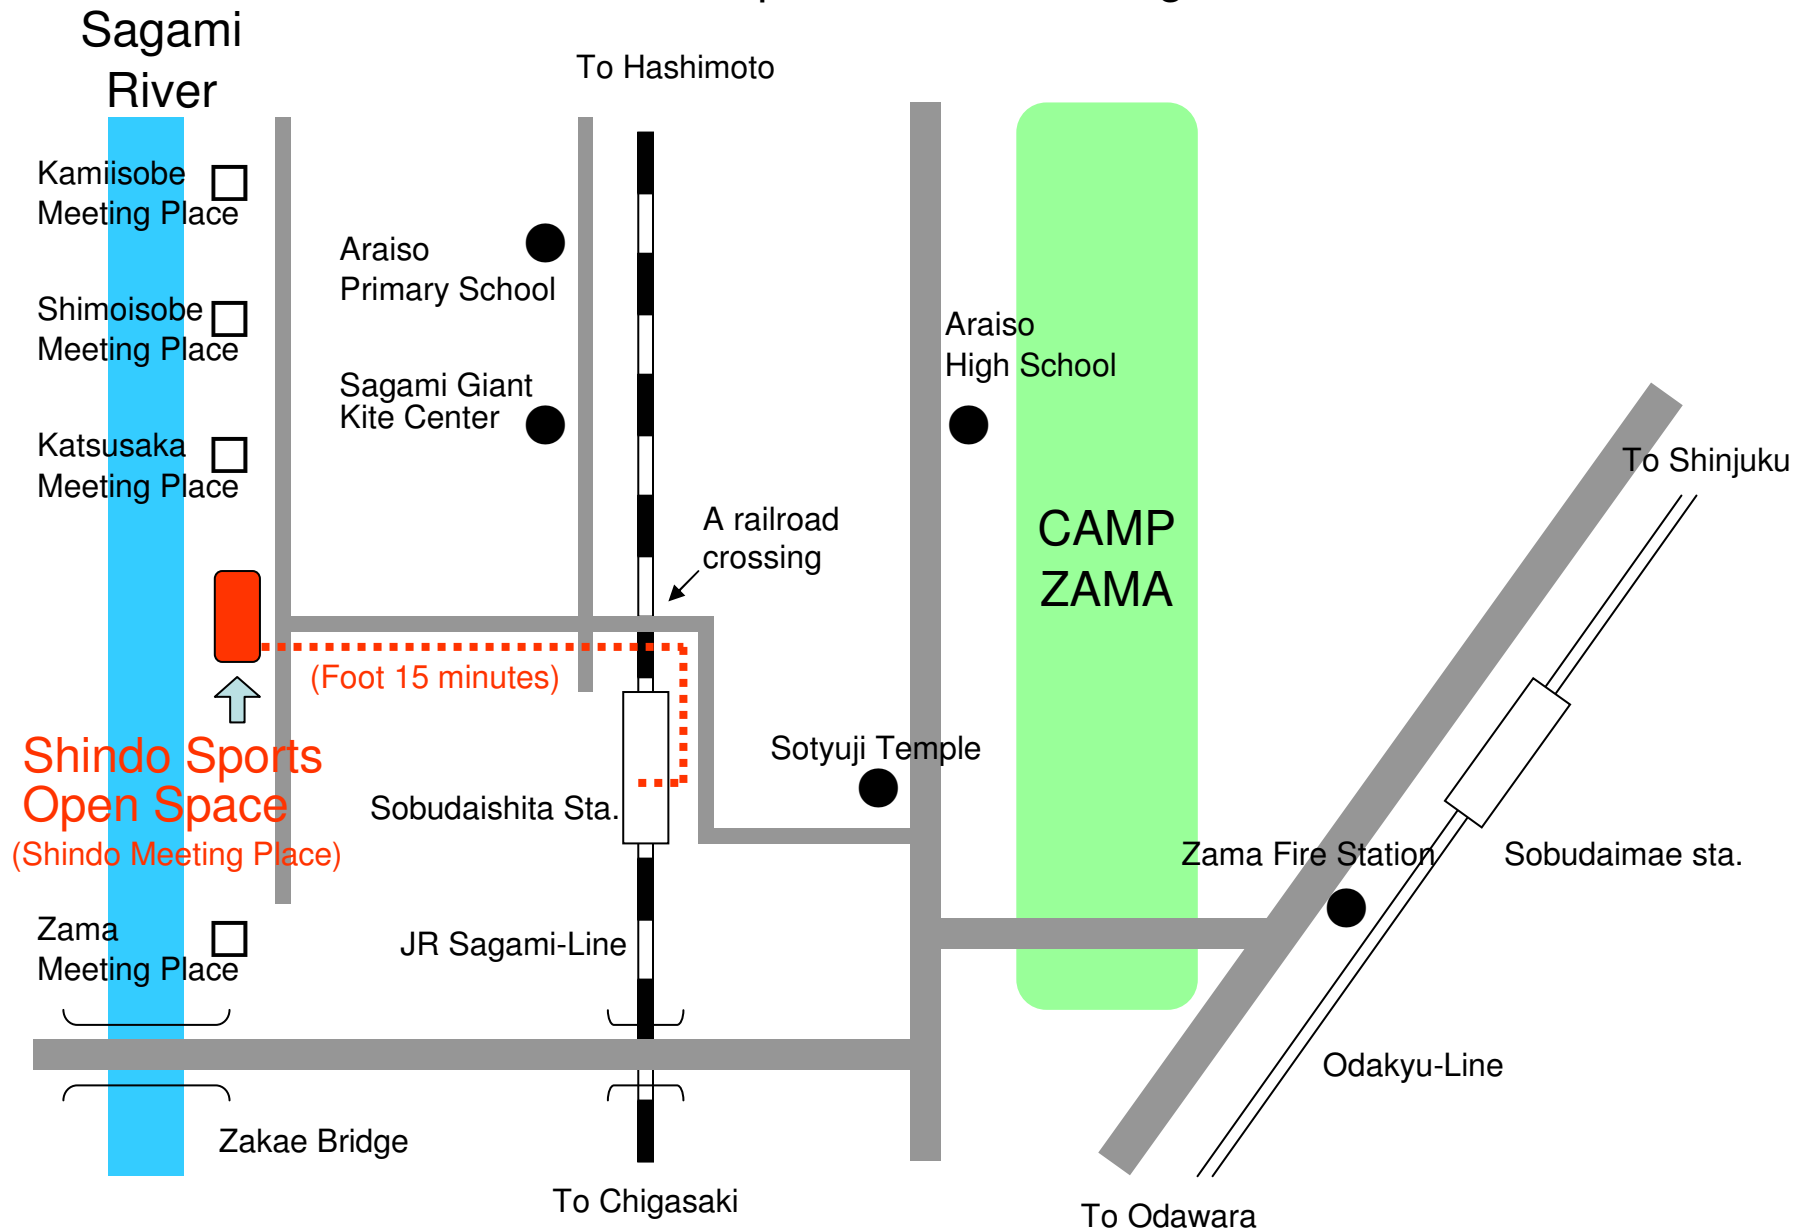 Sagami
River
To Hashimoto
Kamiisobe
Meeting Place
Araiso
Primary School
Shimoisobe
Meeting Place
Araiso
High School
Sagami Giant
Kite Center
Katsusaka
Meeting Place
To Shinjuku
A railroad
crossing
CAMP
ZAMA
(Foot 15 minutes)
Shindo Sports
Open Space
(Shindo Meeting Place)
Sotyuji Temple
Sobudaishita Sta.
Zama Fire Station
Sobudaimae sta.
Zama
Meeting Place
JR Sagami-Line
Odakyu-Line
Zakae Bridge
To Chigasaki
To Odawara